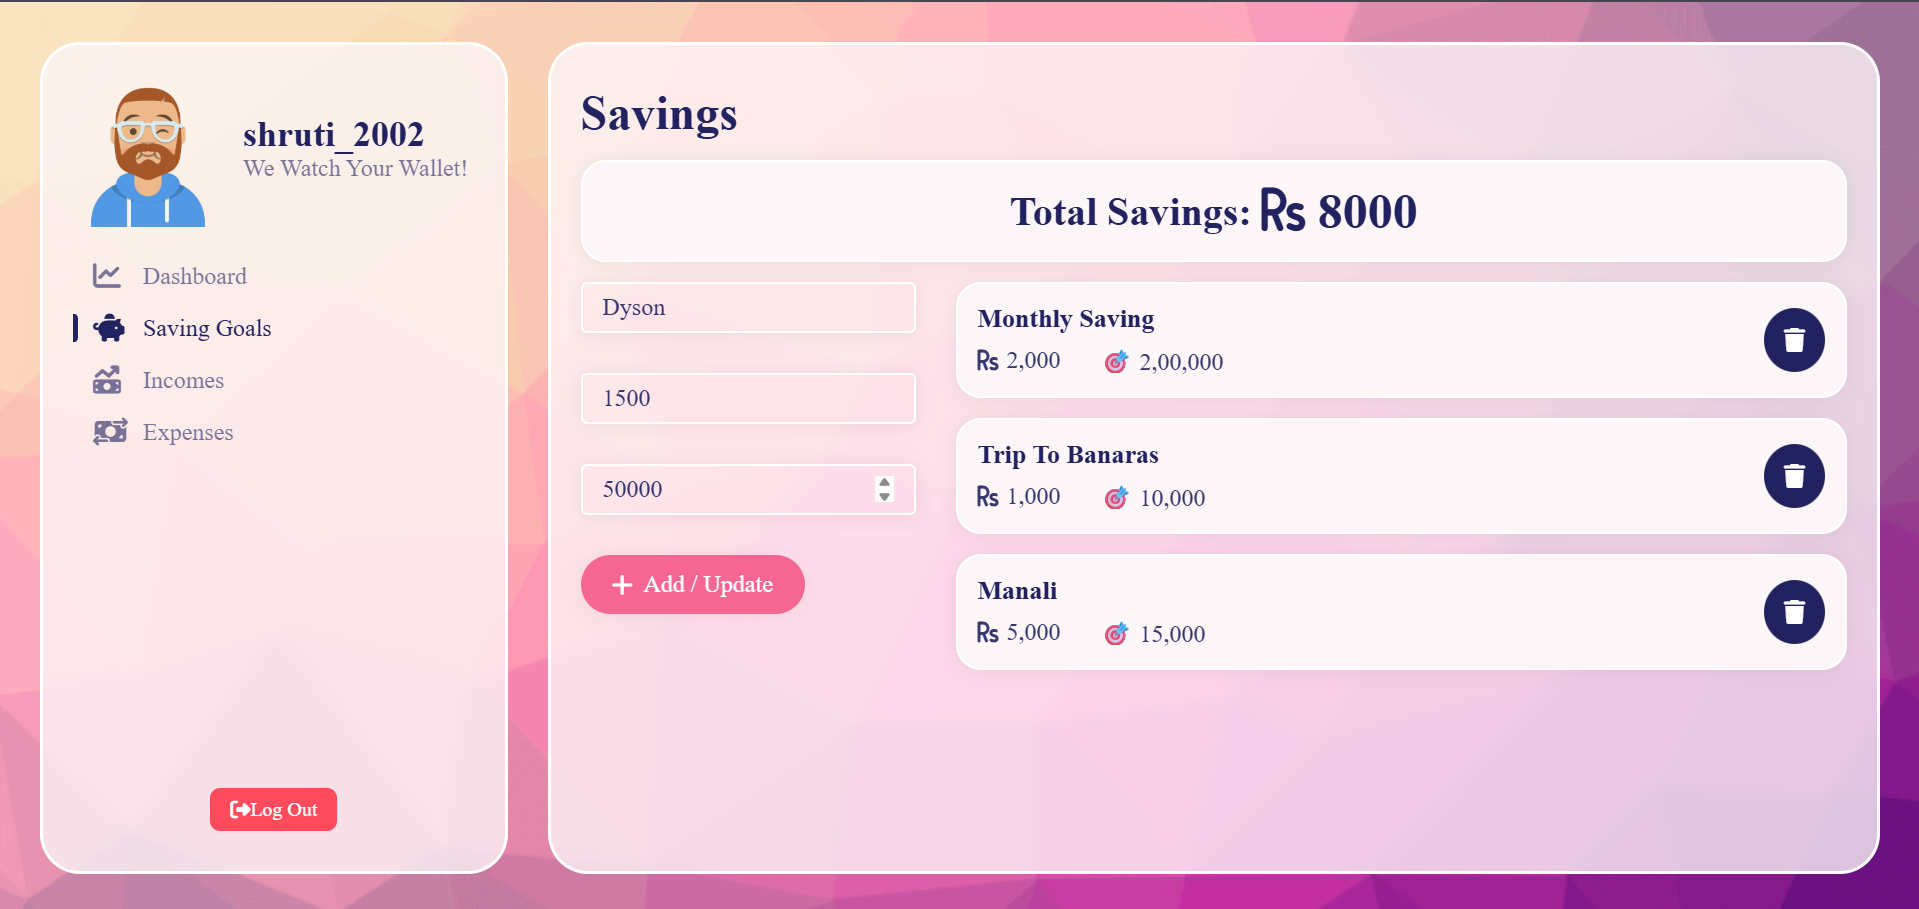 shruti_2002
We Watch Your Wallet!
Dashboard
Saving Goals
Incomes
Expenses
Log Out
Savings
Total Savings: Rs 8000
Dyson
1500
50000
Add / Update
Monthly Saving
Rs 2,000 2,00,000
Trip To Banaras
Rs 1,000 10,000
Manali
Rs 5,000 15,000